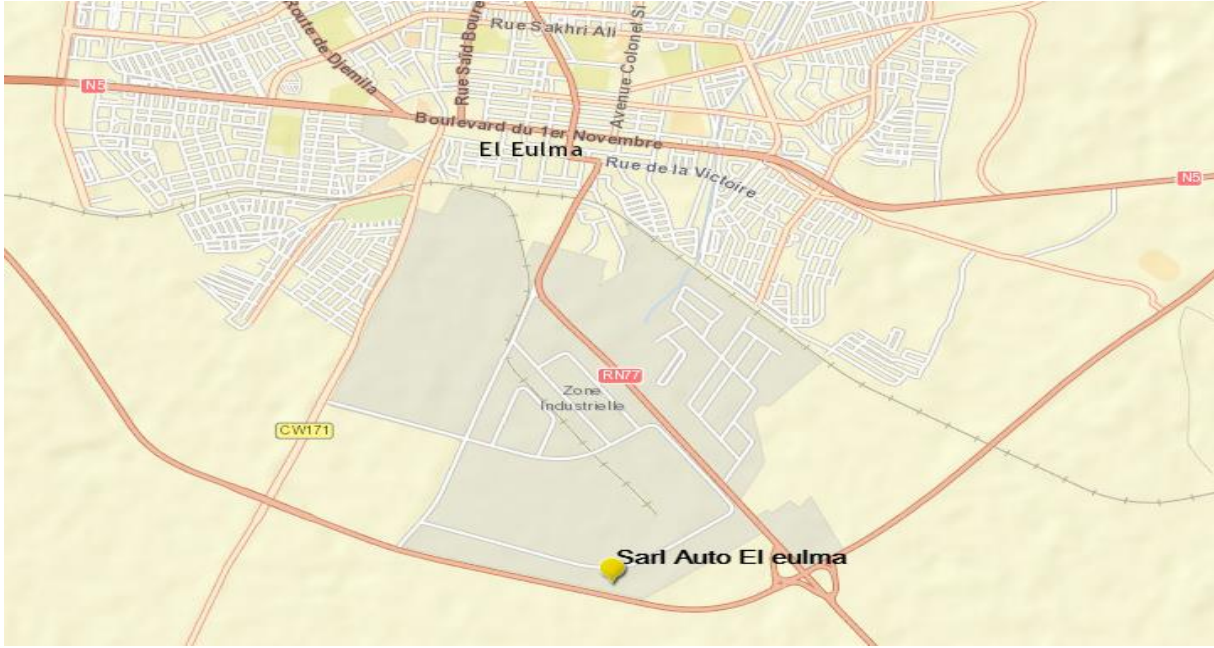 Rue Sakhri Ali
Route de Djemila
Rue Saïd Boure
Avenue Colonel Si
N5
Boulevard du 1er Novembre
El Eulma
Rue de la Victoire
N5
RN77
Zone
Industrielle
CW171
Sarl Auto El eulma